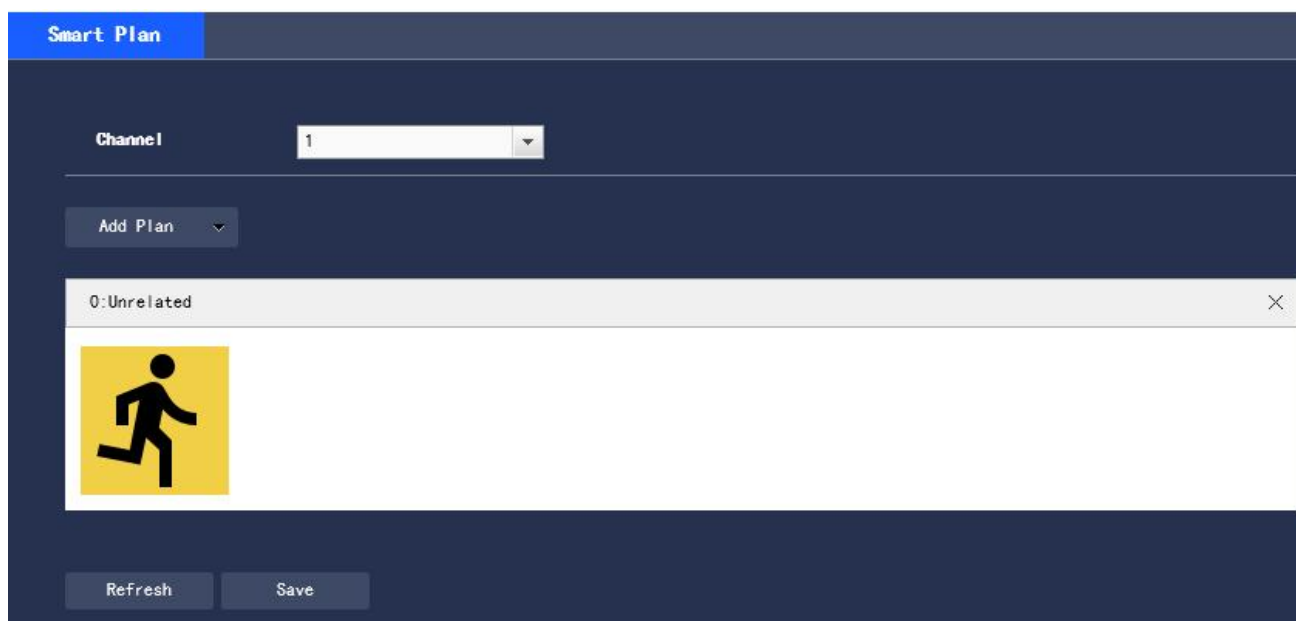 Smart Plan
Channel
1
Add Plan
0:Unrelated
Refresh Save